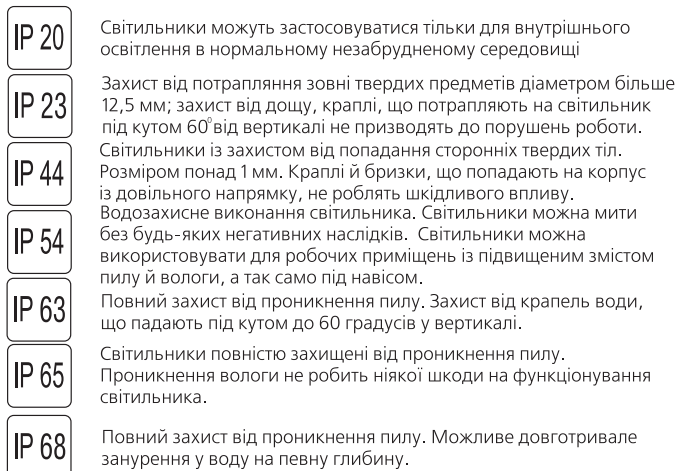 IP 20
Світильники можуть застосовуватися тільки для внутрішнього
освітлення в нормальному незабрудненому середовищі
IP 23
Захист від потрапляння зовні твердих предметів діаметром більше
12,5 мм; захист від дощу, краплі, що потрапляють на світильник
під кутом 60⁰ від вертикалі не призводять до порушень роботи.
IP 44
Світильники із захистом від попадання сторонніх твердих тіл.
Розміром понад 1 мм. Краплі й бризки, що попадають на корпус
із довільного напрямку, не роблять шкідливого впливу.
IP 54
Водозахисне виконання світильника. Світильники можна мити
без будь-яких негативних наслідків. Світильники можна
використовувати для робочих приміщень із підвищеним змістом
пилу й вологи, а так само під навісом.
IP 63
Повний захист від проникнення пилу. Захист від крапель води,
що падають під кутом до 60 градусів у вертикалі.
IP 65
Світильники повністю захищені від проникнення пилу.
Проникнення вологи не робить ніякої шкоди на функціонування
світильника.
IP 68
Повний захист від проникнення пилу. Можливе довготривале
занурення у воду на певну глибину.